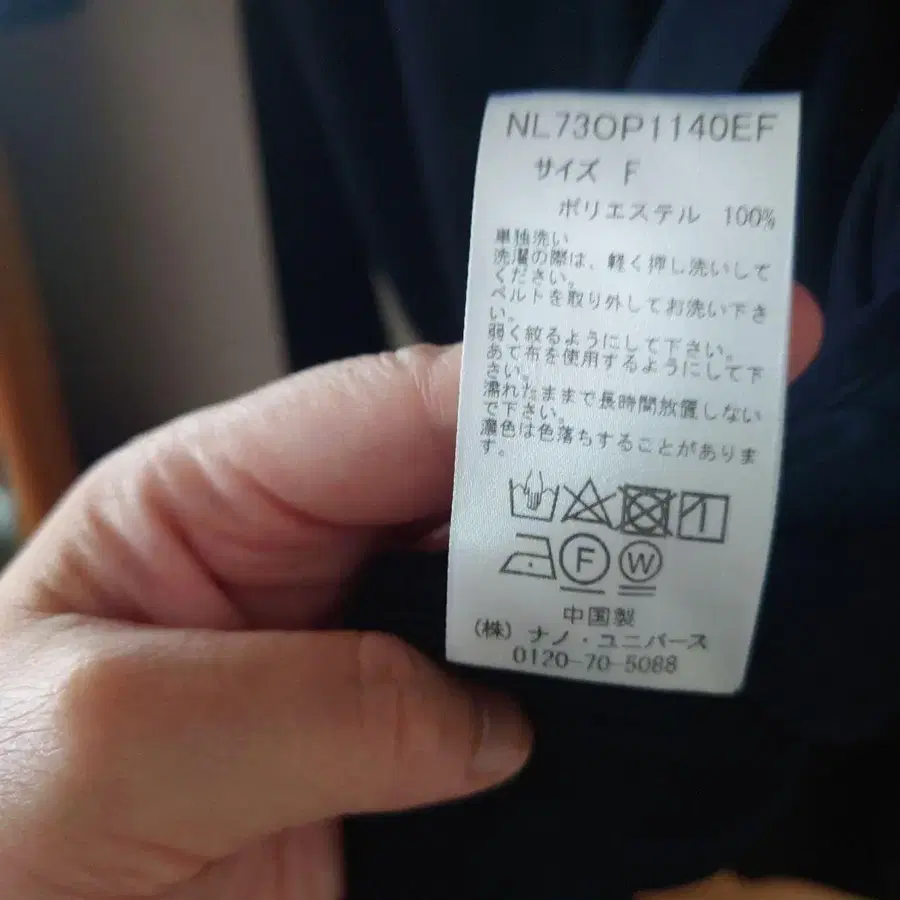 NL73OP1140EF
サイズ F
ポリエステル 100%
単独洗い
洗濯の際は、軽く押し洗いして
ください。
ベルトを取り外してお洗い下さ
い。
弱く絞るようにして下さい。
あて布を使用するようにして下
さい。
濡れたままで長時間放置しない
で下さい。
濃色は色落ちすることがありま
す。
F W
中国製
(株) ナノ・ユニバース
0120-70-5088